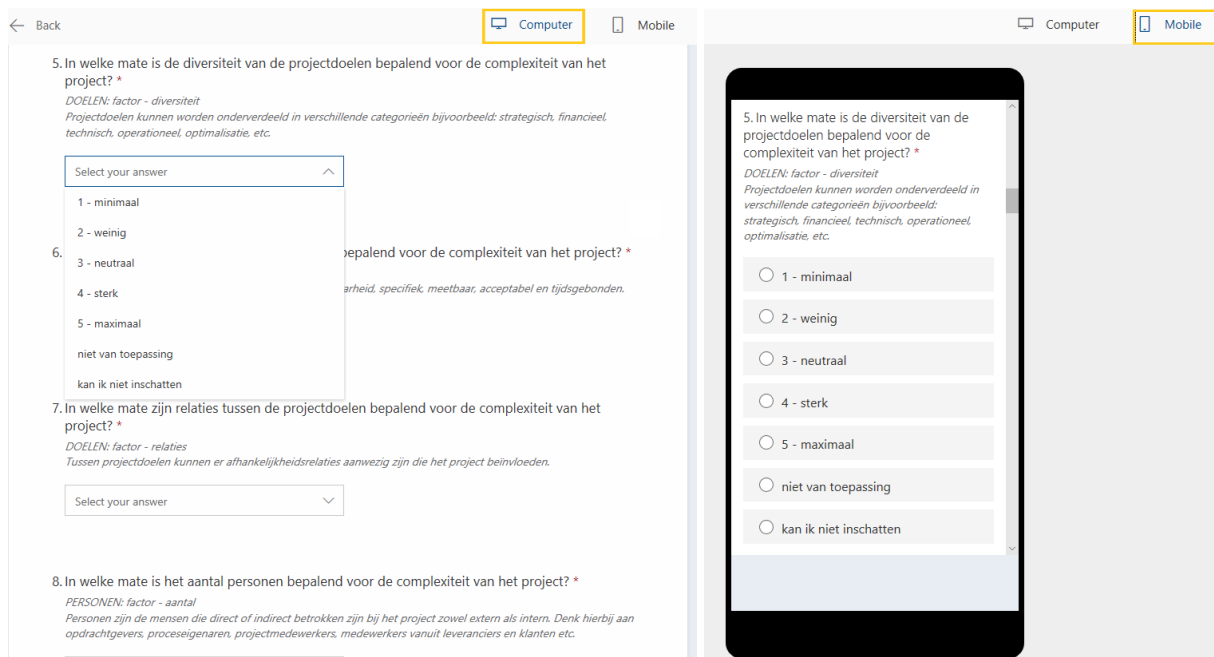 Back
Computer
Mobile
5. In welke mate is de diversiteit van de projectdoelen bepalend voor de complexiteit van het
project? *
DOELEN: factor - diversiteit
Projectdoelen kunnen worden onderverdeeld in verschillende categorieën bijvoorbeeld: strategisch, financieel,
technisch, operationeel, optimalisatie, etc.
Select your answer
1 - minimaal
2 - weinig
3 - neutraal
4 - sterk
5 - maximaal
niet van toepassing
kan ik niet inschatten
6. bepalend voor de complexiteit van het project? *
specifiek, meetbaar, acceptabel en tijdsgebonden.
7. In welke mate zijn relaties tussen de projectdoelen bepalend voor de complexiteit van het
project? *
DOELEN: factor - relaties
Tussen projectdoelen kunnen er afhankelijkheidsrelaties aanwezig zijn die het project beïnvloeden.
Select your answer
8. In welke mate is het aantal personen bepalend voor de complexiteit van het project? *
PERSONEN: factor - aantal
Personen zijn de mensen die direct of indirect betrokken zijn bij het project zowel extern als intern. Denk hierbij aan
opdrachtgevers, proceseigenaren, projectmedewerkers, medewerkers vanuit leveranciers en klanten etc.
Computer
Mobile
5. In welke mate is de diversiteit van de
projectdoelen bepalend voor de
complexiteit van het project? *
DOELEN: factor - diversiteit
Projectdoelen kunnen worden onderverdeeld in
verschillende categorieën bijvoorbeeld:
strategisch, financieel, technisch, operationeel,
optimalisatie, etc.
1 - minimaal
2 - weinig
3 - neutraal
4 - sterk
5 - maximaal
niet van toepassing
kan ik niet inschatten